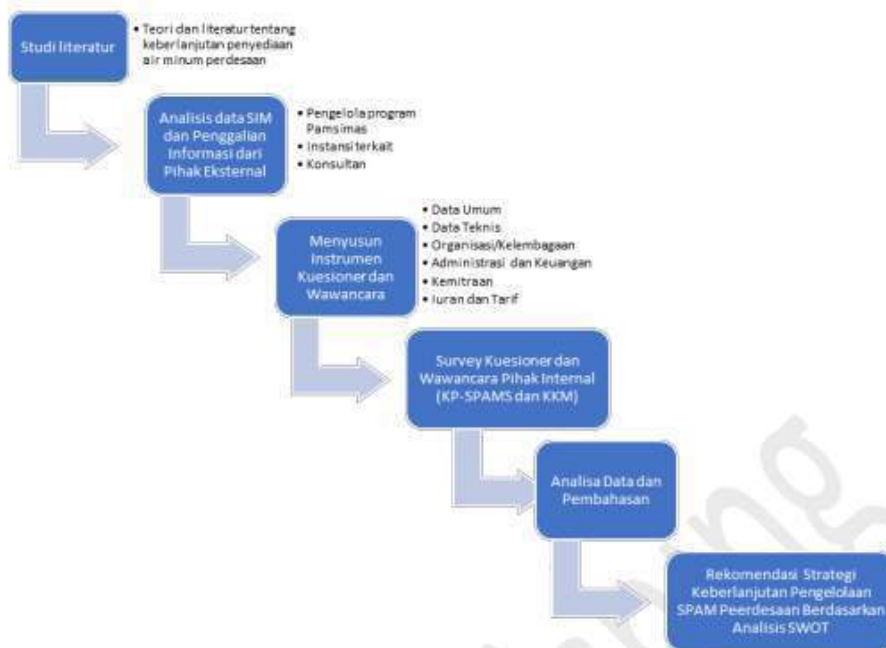 Studi literatur
• Teori dan literatur tentang
keberlanjutan penyediaan
air minum perdesaan
Analisis data SIM
dan Penggalian
Informasi dari
Pihak Eksternal
• Pengelola program
Pamsimas
• Instansi terkait
• Konsultan
Menyusun
Instrumen
Kuesioner dan
Wawancara
• Data Umum
• Data Teknis
• Organisasi/Kelembagaan
• Administrasi dan Keuangan
• Kemitraan
• Iuran dan Tarif
Survey Kuesioner dan
Wawancara Pihak Internal
(KP-SPAMS dan KKM)
Analisa Data dan
Pembahasan
Rekomendasi Strategi
Keberlanjutan Pengelolaan
SPAM Peerdesaan Berdasarkan
Analisis SWOT